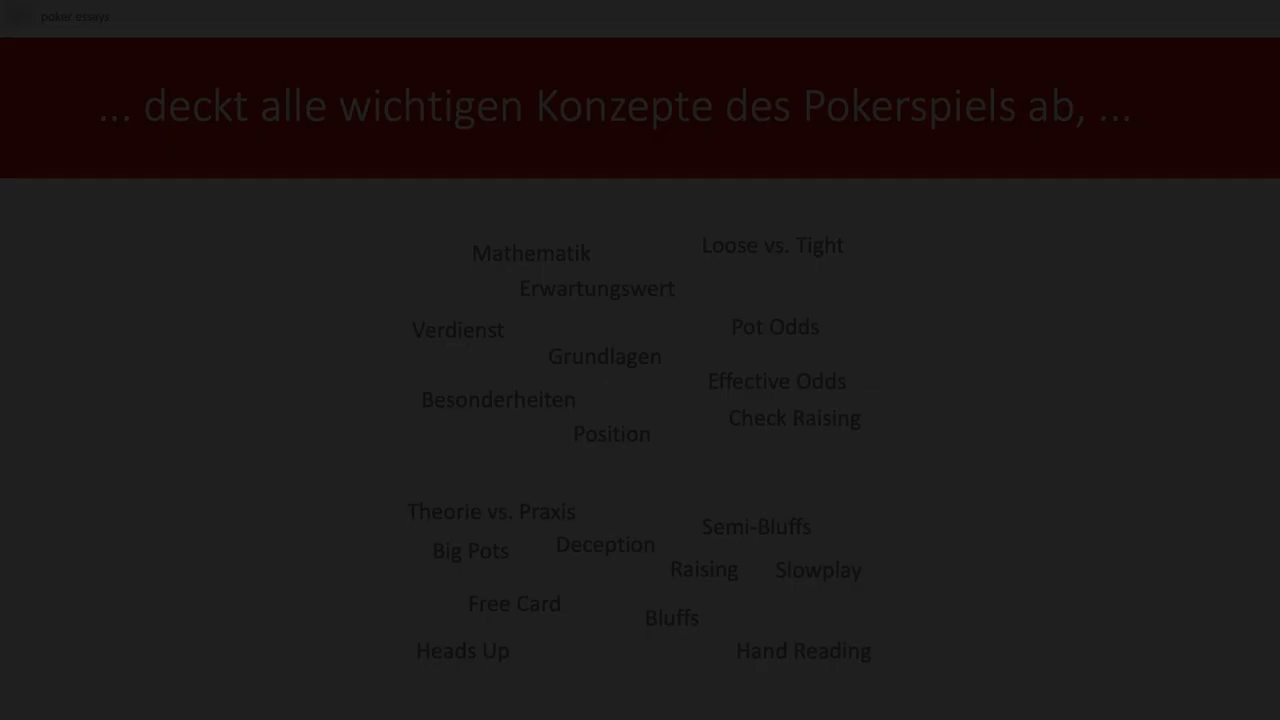 poker essays
... deckt alle wichtigen Konzepte des Pokerspiels ab, ...
Mathematik
Loose vs. Tight
Erwartungswert
Verdienst
Pot Odds
Grundlagen
Effective Odds
Besonderheiten
Check Raising
Position
Theorie vs. Praxis
Semi-Bluffs
Big Pots
Deception
Raising
Slowplay
Free Card
Bluffs
Heads Up
Hand Reading